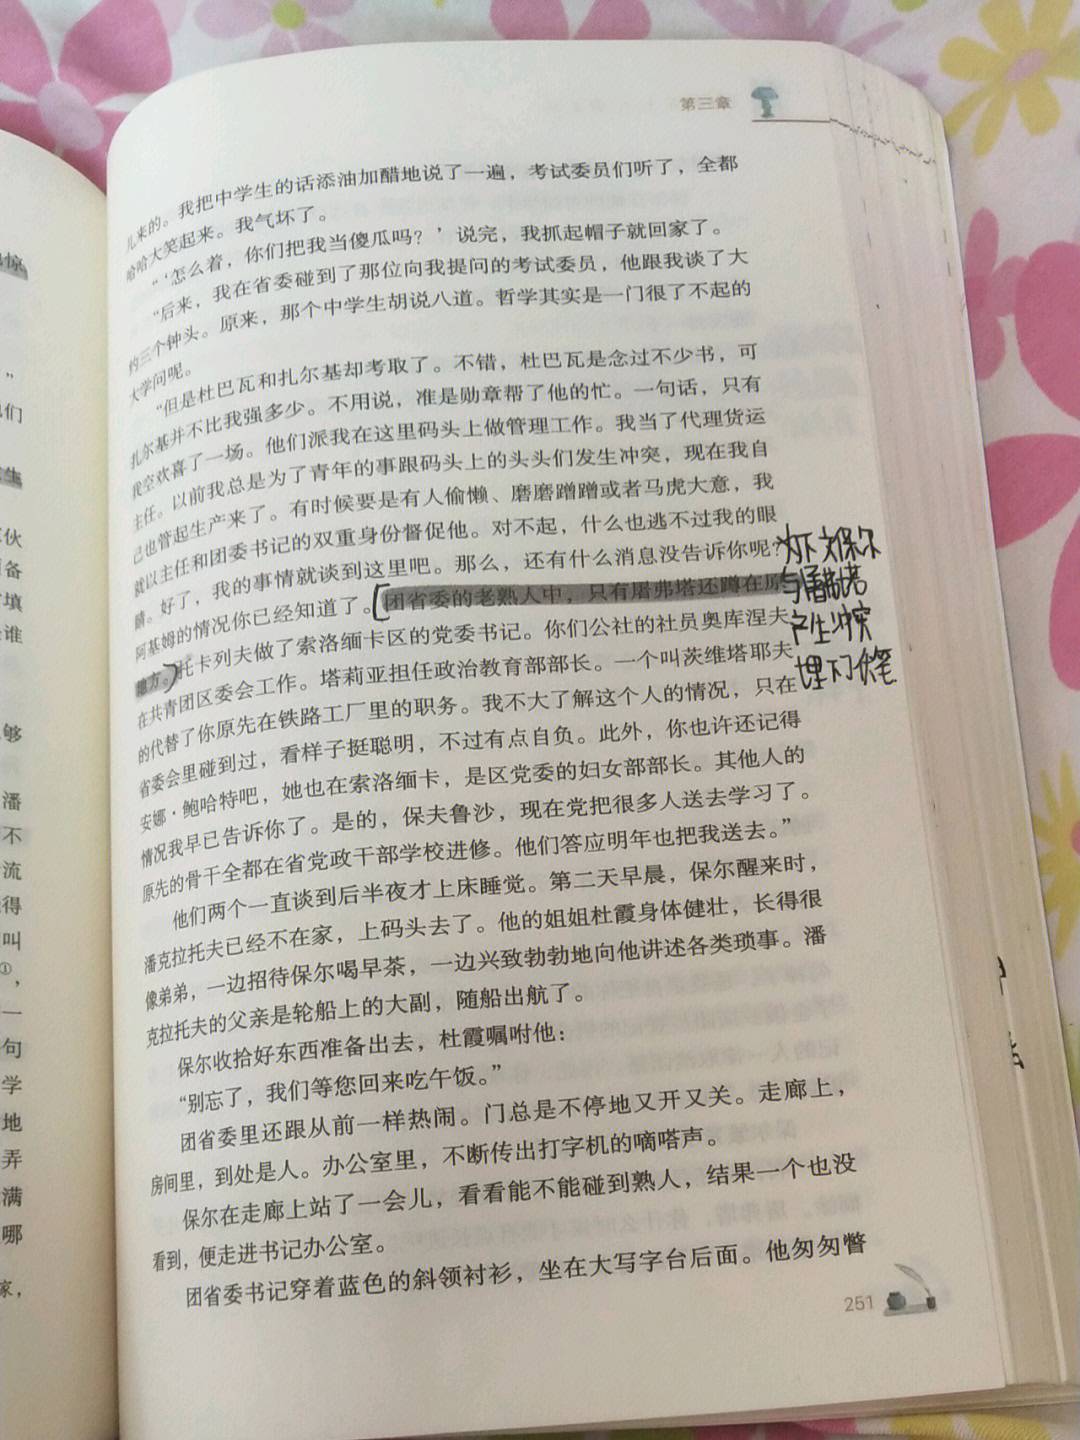 第三章
儿来的。我把中学生的话添油加醋地说了一遍，考试委员们听了，全都
哈哈大笑起来。我气坏了。
“‘怎么着，你们把我当傻瓜吗？’说完，我抓起帽子就回家了。
“后来，我在省委碰到了那位向我提问的考试委员，他跟我谈了大
约三个钟头。原来，那个中学生胡说八道。哲学其实是一门很了不起的
大学问呢。
“但是杜巴瓦和扎尔基却考取了。不错，杜巴瓦是念过不少书，可
扎尔基并不比我强多少。不用说，准是勋章帮了他的忙。一句话，只有
我空欢喜了一场。他们派我在这里码头上做管理工作。我当了代理货运
主任。以前我总是为了青年的事跟码头上的头头们发生冲突，现在我自
己也管起生产来了。有时候要是有人偷懒、磨磨蹭蹭或者马虎大意，我
就以主任和团委书记的双重身份督促他。对不起，什么也逃不过我的眼
睛。好了，我的事情就谈到这里吧。那么，还有什么消息没告诉你呢？
阿基姆的情况你已经知道了。团省委的老熟人中，只有屠弗塔还蹲在原
地方。托卡列夫做了索洛缅卡区的党委书记。你们公社的社员奥库涅夫
在共青团区委会工作。塔莉亚担任政治教育部部长。一个叫茨维塔耶夫
的代替了你原先在铁路工厂里的职务。我不大了解这个人的情况，只在
省委会里碰到过，看样子挺聪明，不过有点自负。此外，你也许还记得
安娜·鲍哈特吧，她也在索洛缅卡，是区党委的妇女部部长。其他人的
情况我早已告诉你了。是的，保夫鲁沙，现在党把很多人送去学习了。
原先的骨干全都在省党政干部学校进修。他们答应明年也把我送去。”
他们两个一直谈到后半夜才上床睡觉。第二天早晨，保尔醒来时，
潘克拉托夫已经不在家，上码头去了。他的姐姐杜霞身体健壮，长得很
像弟弟，一边招待保尔喝早茶，一边兴致勃勃地向他讲述各类琐事。潘
克拉托夫的父亲是轮船上的大副，随船出航了。
保尔收拾好东西准备出去，杜霞嘱咐他：
“别忘了，我们等您回来吃午饭。”
团省委里还跟从前一样热闹。门总是不停地又开又关。走廊上，
房间里，到处是人。办公室里，不断传出打字机的嘀嗒声。
保尔在走廊上站了一会儿，看看能不能碰到熟人，结果一个也没
看到，便走进书记办公室。
团省委书记穿着蓝色的斜领衬衫，坐在大写字台后面。他匆匆瞥
251
为下文保尔
与屠弗塔
产生冲突
埋下伏笔